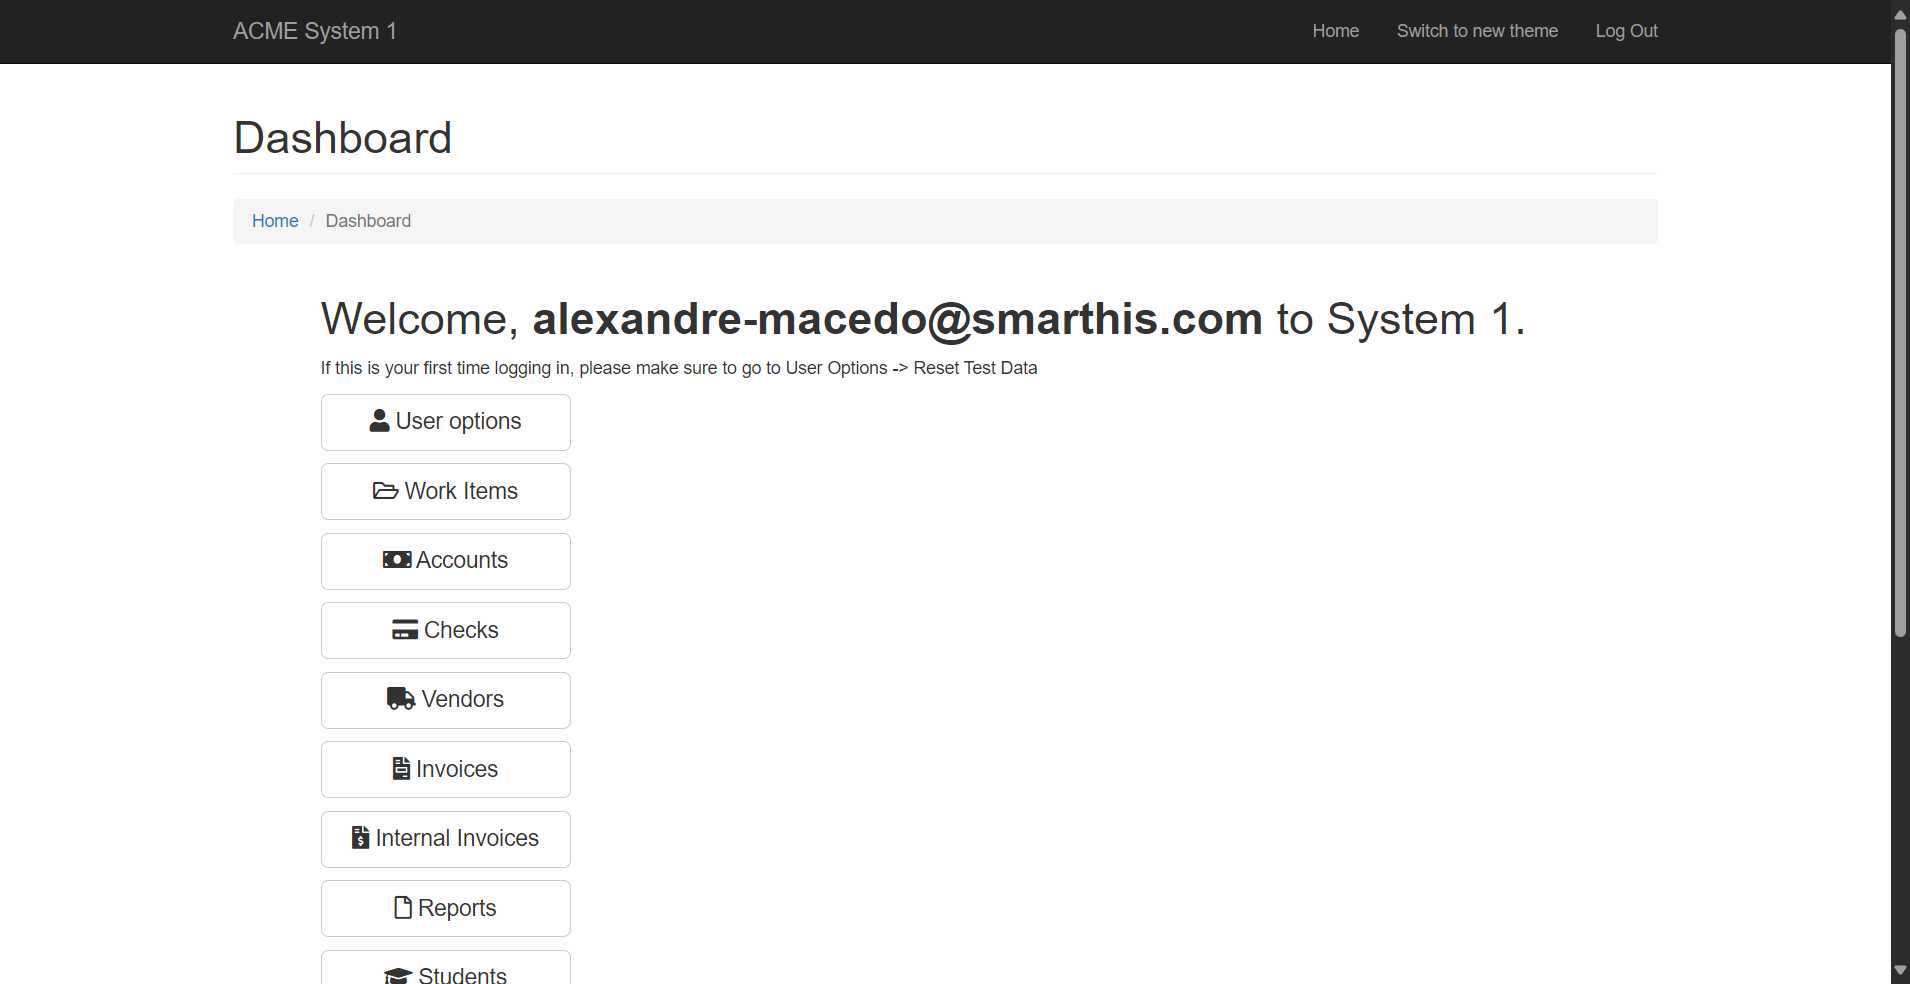 ACME System 1
Home
Switch to new theme
Log Out
Dashboard
Home / Dashboard
Welcome, alexandre-macedo@smarthis.com to System 1.
If this is your first time logging in, please make sure to go to User Options -> Reset Test Data
User options
Work Items
Accounts
Checks
Vendors
Invoices
Internal Invoices
Reports
Students